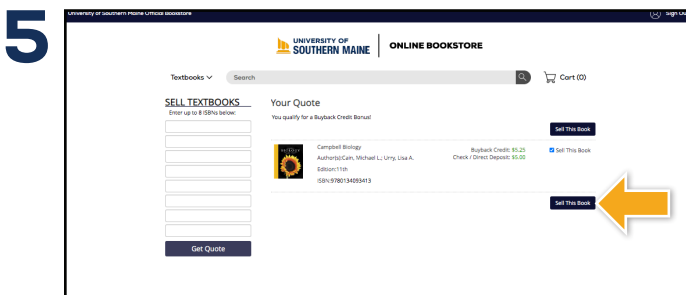 5
University of Southern Maine Official Bookstore
Sign Ou
UNIVERSITY OF
SOUTHERN MAINE
ONLINE BOOKSTORE
Textbooks
Search
Cart (0)
SELL TEXTBOOKS
Enter up to 8 ISBNs below:
Get Quote
Your Quote
You qualify for a Buyback Credit Bonus!
Sell This Book
Campbell Biology
Author(s):Cain, Michael L.; Urry, Lisa A.
Edition:11th
ISBN:9780134093413
Buyback Credit: $5.25
Check / Direct Deposit: $5.00
Sell This Book
Sell This Book